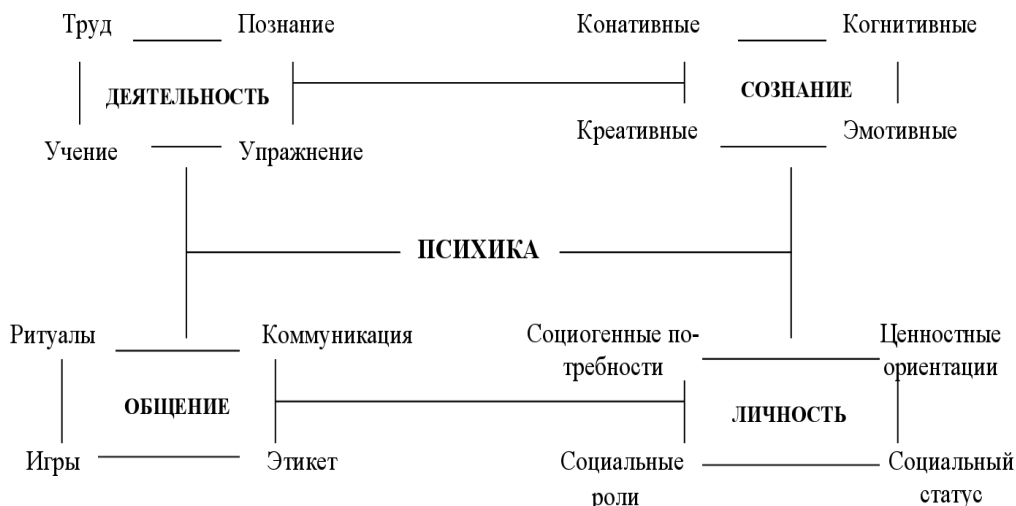 Труд Познание Конативные Когнитивные
ДЕЯТЕЛЬНОСТЬ СОЗНАНИЕ
Учение Упражнение Креативные Эмотивные
ПСИХИКА
Ритуалы Коммуникация Социогенные по- Ценностные
требности ориентации
ОБЩЕНИЕ ЛИЧНОСТЬ
Игры Этикет Социальные Социальный
роли статус